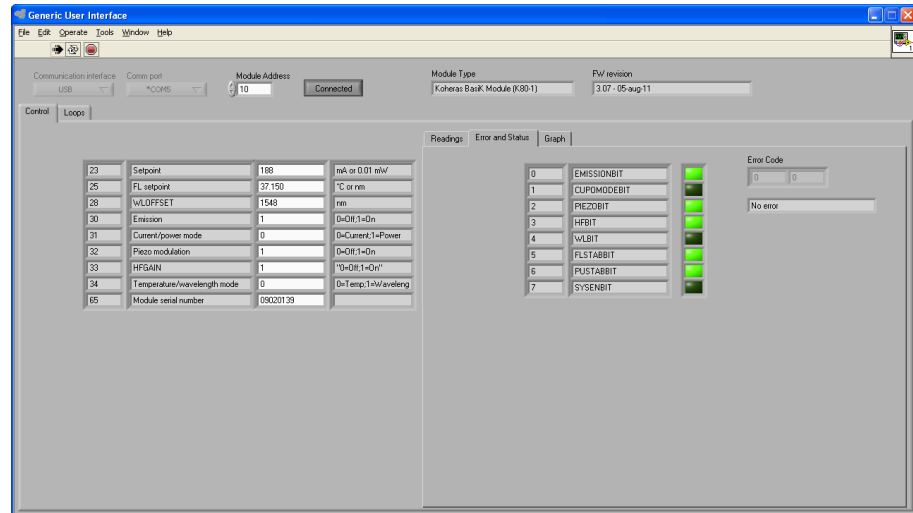 Generic User Interface
File Edit Operate Tools Window Help
Communication interface Comm port Module Address Module Type FW revision
USB *COM5 10 Connected Koheras BasiK Module (K80-1) 3.07 - 05-aug-11
Control Loops
Readings Error and Status Graph
23 Setpoint 188 mA or 0.01 mW
25 FL setpoint 37.150 °C or nm
28 WLOFFSET 1548 nm
30 Emission 1 0=Off;1=On
31 Current/power mode 0 0=Current;1=Power
32 Piezo modulation 1 0=Off;1=On
33 HFGAIN 1 "0=Off;1=On"
34 Temperature/wavelength mode 0 0=Temp;1=Waveleng
65 Module serial number 09020139
0 EMISSIONBIT
1 CUPOMODEBIT
2 PIEZOBIT
3 HFBIT
4 WLBIT
5 FLSTABBIT
6 PUSTABBIT
7 SYSENBIT
Error Code
0 0
No error